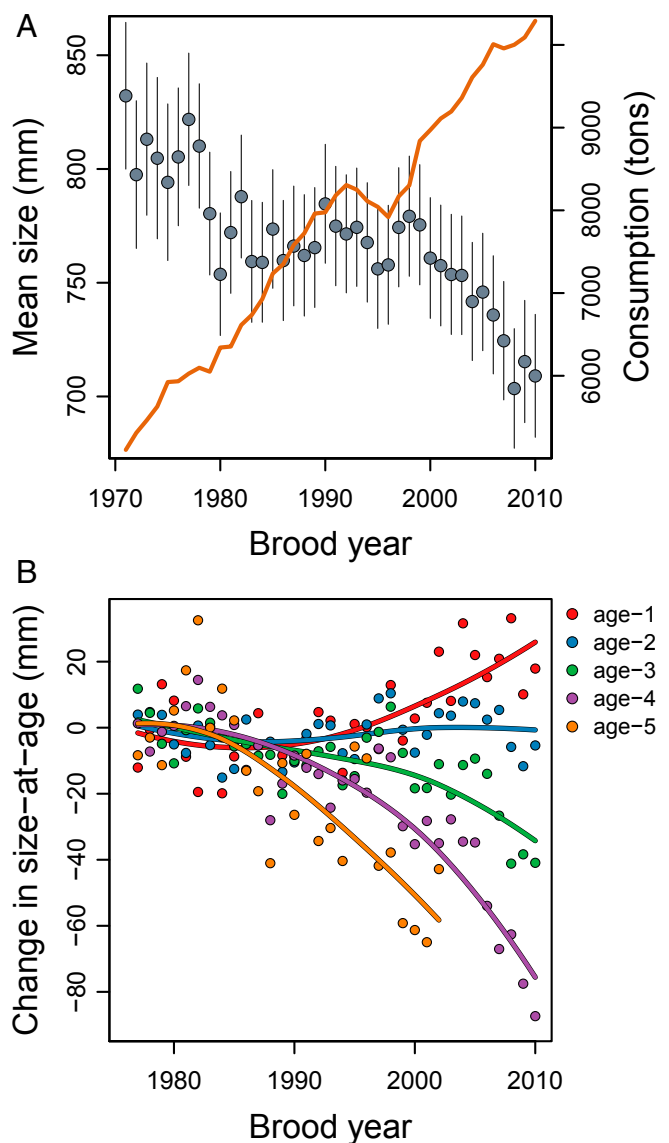 A
Mean size (mm)
850
800
750
700
Consumption (tons)
9000
8000
7000
6000
1970 1980 1990 2000 2010
Brood year
B
Change in size-at-age (mm)
20
0
−20
−40
−60
−80
1980 1990 2000 2010
Brood year
age−1
age−2
age−3
age−4
age−5